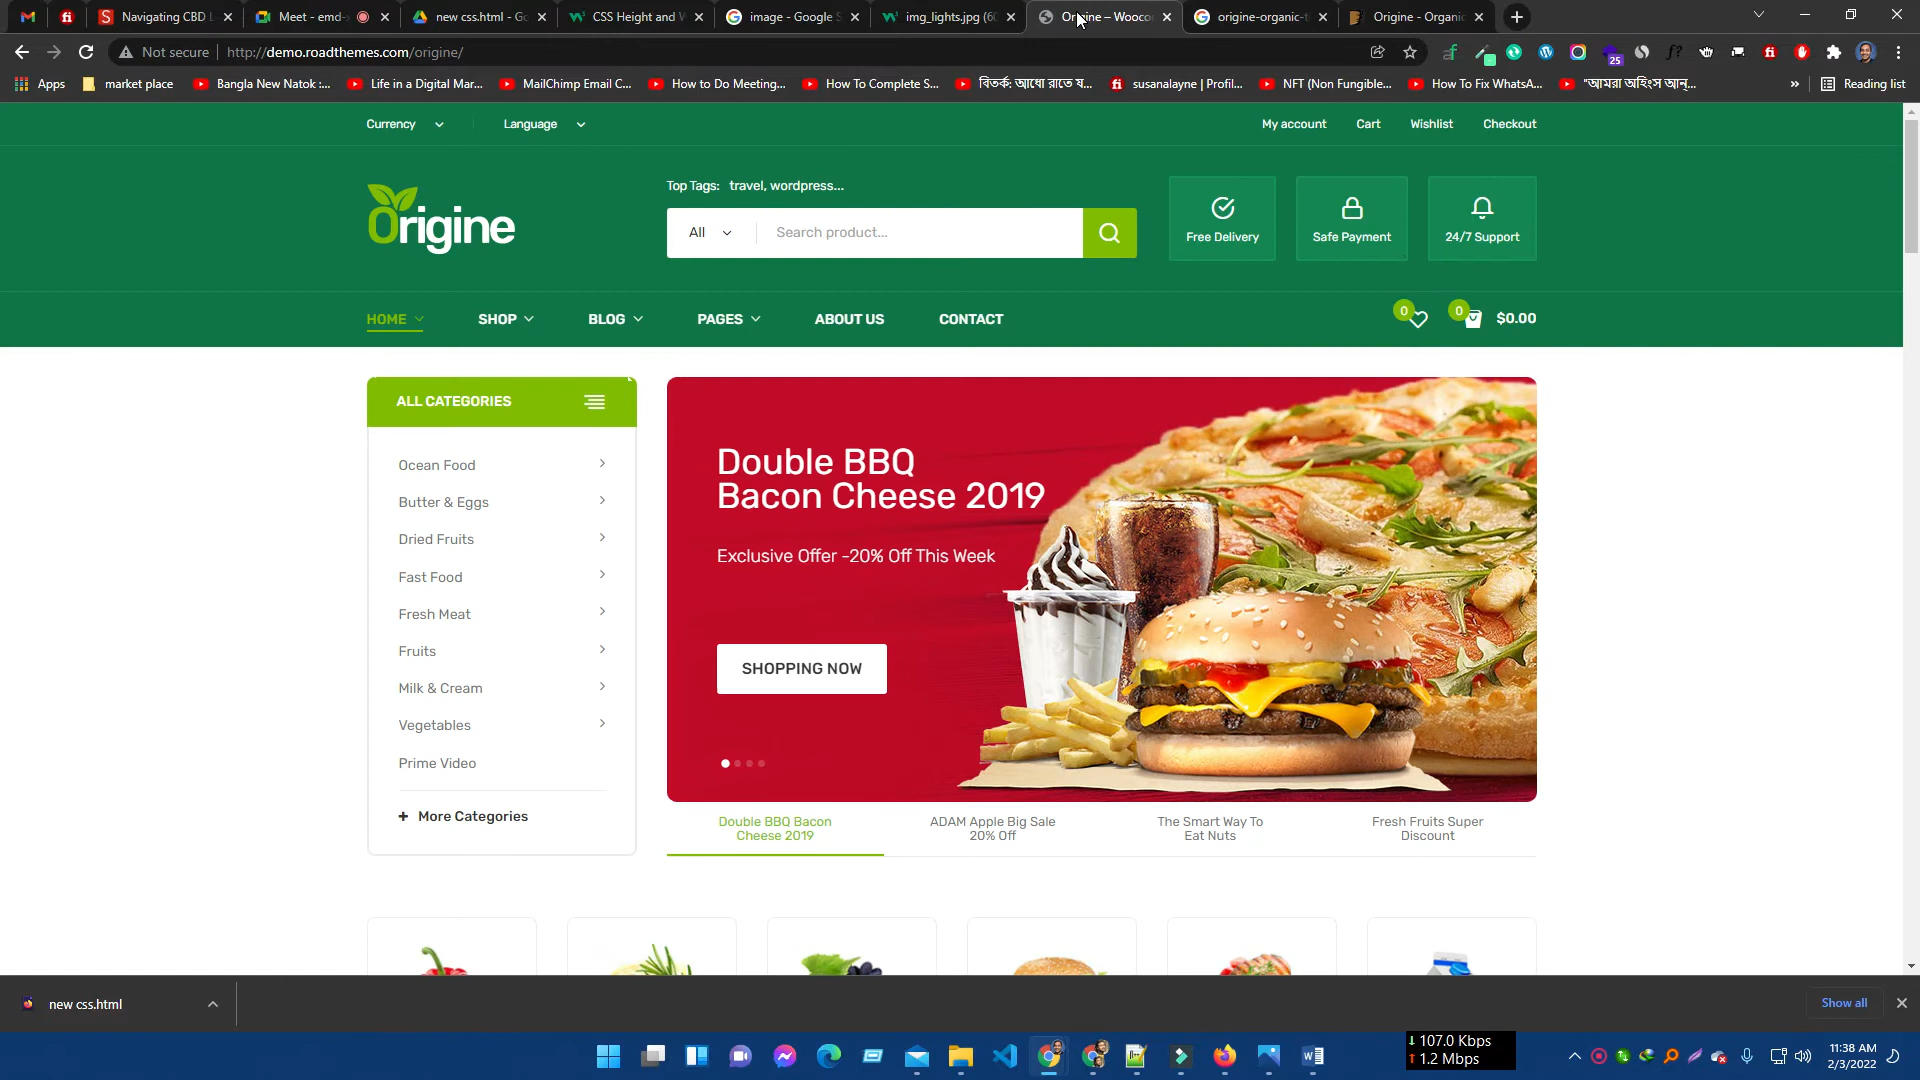 Navigating CBD L
Meet - emd-
new css.html - Go
CSS Height and W
image - Google S
img_lights.jpg (60
Origine – Wooco
origine-organic-t
Origine - Organic
Not secure
http://demo.roadthemes.com/origine/
25
Apps
market place
Bangla New Natok :...
Life in a Digital Mar...
MailChimp Email C...
How to Do Meeting...
How To Complete S...
বিতর্ক: আধো রাতে য...
susanalayne | Profil...
NFT (Non Fungible...
How To Fix WhatsA...
"আমরা অহিংস আন্...
»
Reading list
Currency
Language
My account
Cart
Wishlist
Checkout
Origine
Top Tags: travel, wordpress...
All
Search product...
Free Delivery
Safe Payment
24/7 Support
HOME
SHOP
BLOG
PAGES
ABOUT US
CONTACT
0
0
$0.00
ALL CATEGORIES
Ocean Food
Butter & Eggs
Dried Fruits
Fast Food
Fresh Meat
Fruits
Milk & Cream
Vegetables
Prime Video
+ More Categories
Double BBQ
Bacon Cheese 2019
Exclusive Offer -20% Off This Week
SHOPPING NOW
Double BBQ Bacon
Cheese 2019
ADAM Apple Big Sale
20% Off
The Smart Way To
Eat Nuts
Fresh Fruits Super
Discount
new css.html
Show all
↓ 107.0 Kbps
↑ 1.2 Mbps
11:38 AM
2/3/2022